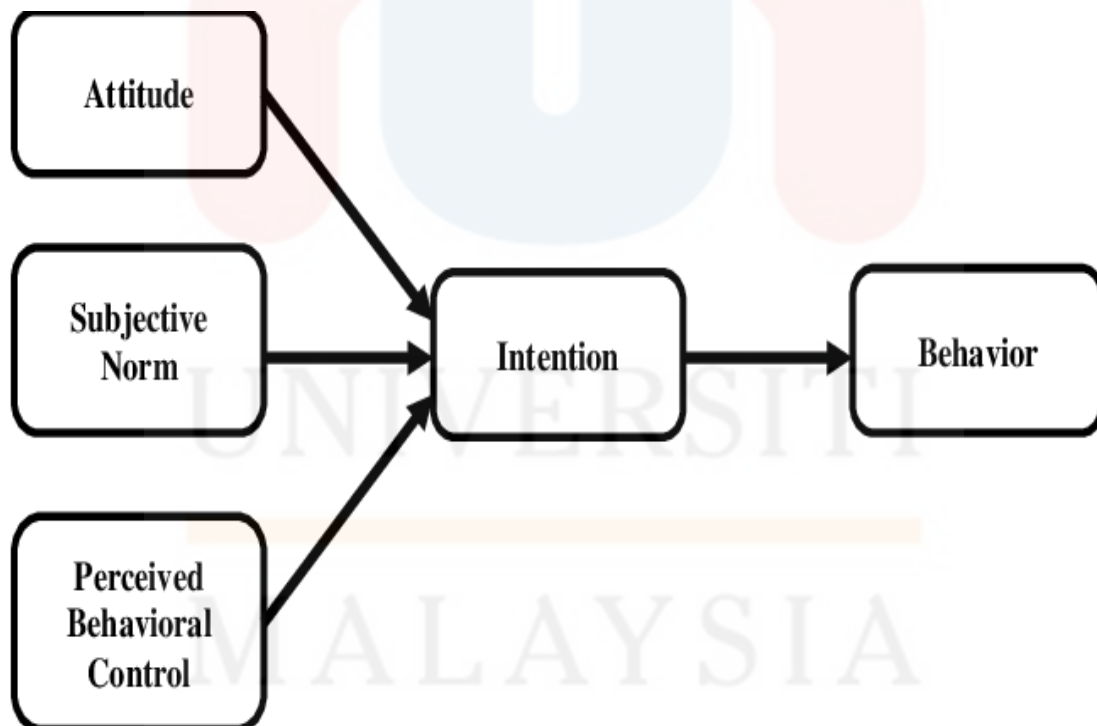 Attitude
Subjective
Norm
Intention
Behavior
Perceived
Behavioral
Control
UNIVERSITI
MALAYSIA